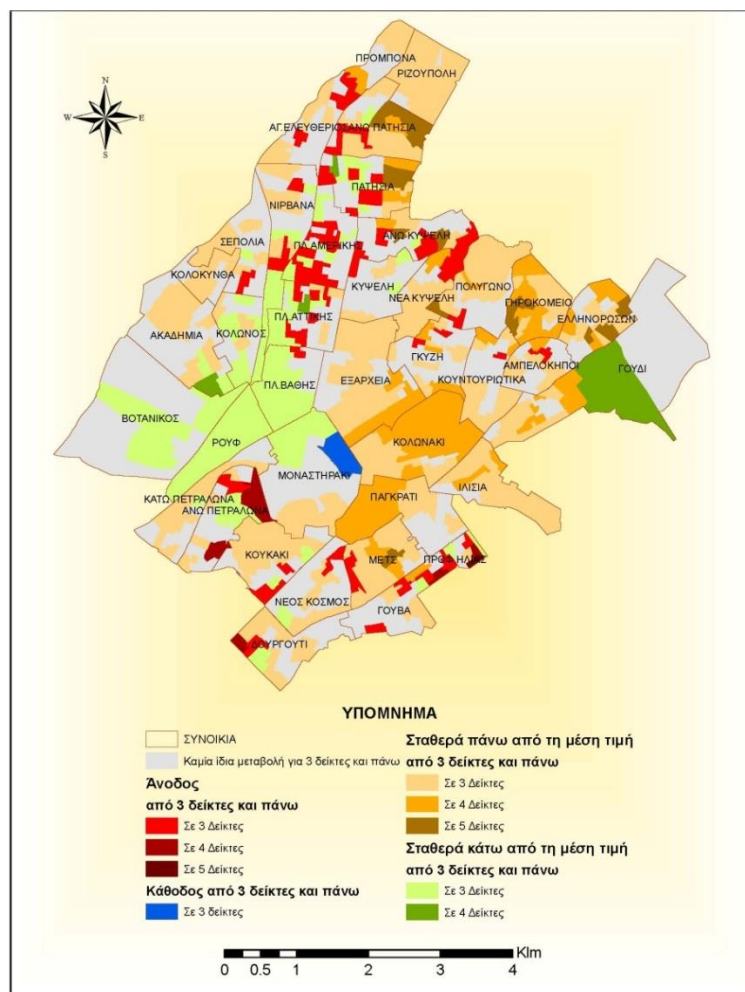 ΠΡΟΜΠΟΝΑ
ΡΙΖΟΥΠΟΛΗ
N
W E
S
ΑΓ.ΕΛΕΥΘΕΡΙΟΣ ΑΝΩ ΠΑΤΗΣΙΑ
ΠΑΤΗΣΙΑ
ΝΙΡΒΑΝΑ
ΑΝΩ ΚΥΨΕΛΗ
ΣΕΠΟΛΙΑ
ΠΛ.ΑΜΕΡΙΚΗΣ
ΚΟΛΟΚΥΝΘΑ
ΚΥΨΕΛΗ
ΠΟΛΥΓΩΝΟ
ΝΕΑ ΚΥΨΕΛΗ
ΓΗΡΟΚΟΜΕΙΟ
ΕΛΛΗΝΟΡΩΣΩΝ
ΑΚΑΔΗΜΙΑ
ΚΟΛΩΝΟΣ
ΠΛ.ΑΤΤΙΚΗΣ
ΓΚΥΖΗ
ΑΜΠΕΛΟΚΗΠΟΙ
ΓΟΥΔΙ
ΠΛ.ΒΑΘΗΣ
ΕΞΑΡΧΕΙΑ
ΚΟΥΝΤΟΥΡΙΩΤΙΚΑ
ΒΟΤΑΝΙΚΟΣ
ΡΟΥΦ
ΚΟΛΩΝΑΚΙ
ΜΟΝΑΣΤΗΡΑΚΙ
ΙΛΙΣΙΑ
ΚΑΤΩ ΠΕΤΡΑΛΩΝΑ
ΑΝΩ ΠΕΤΡΑΛΩΝΑ
ΠΑΓΚΡΑΤΙ
ΚΟΥΚΑΚΙ
ΜΕΤΣ
ΠΡΟΦ.ΗΛΙΑΣ
ΝΕΟΣ ΚΟΣΜΟΣ
ΓΟΥΒΑ
ΔΟΥΡΓΟΥΤΙ
ΥΠΟΜΝΗΜΑ
ΣΥΝΟΙΚΙΑ
Καμία ίδια μεταβολή για 3 δείκτες και πάνω
Άνοδος
από 3 δείκτες και πάνω
Σε 3 Δείκτες
Σε 4 Δείκτες
Σε 5 Δείκτες
Κάθοδος από 3 δείκτες και πάνω
Σε 3 δείκτες
Σταθερά πάνω από τη μέση τιμή
από 3 δείκτες και πάνω
Σε 3 Δείκτες
Σε 4 Δείκτες
Σε 5 Δείκτες
Σταθερά κάτω από τη μέση τιμή
από 3 δείκτες και πάνω
Σε 3 Δείκτες
Σε 4 Δείκτες
Klm
0 0.5 1 2 3 4